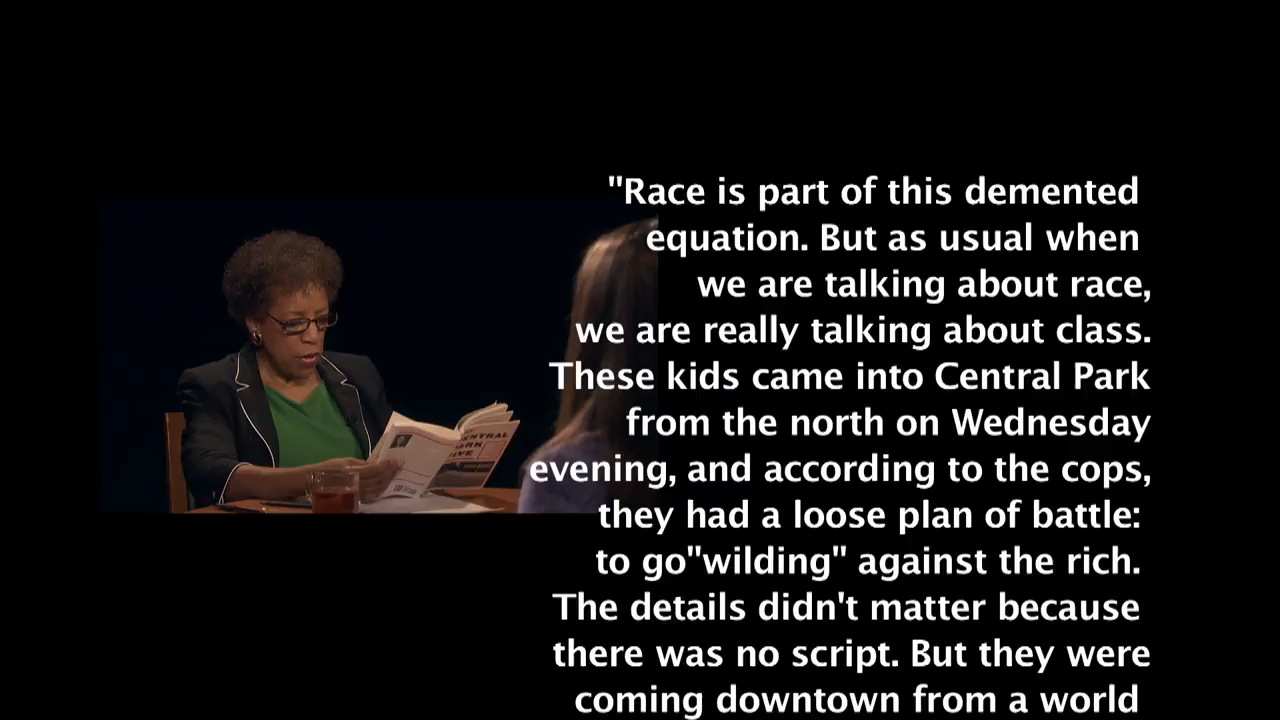 "Race is part of this demented
equation. But as usual when
we are talking about race,
we are really talking about class.
These kids came into Central Park
from the north on Wednesday
evening, and according to the cops,
they had a loose plan of battle:
to go"wilding" against the rich.
The details didn't matter because
there was no script. But they were
coming downtown from a world